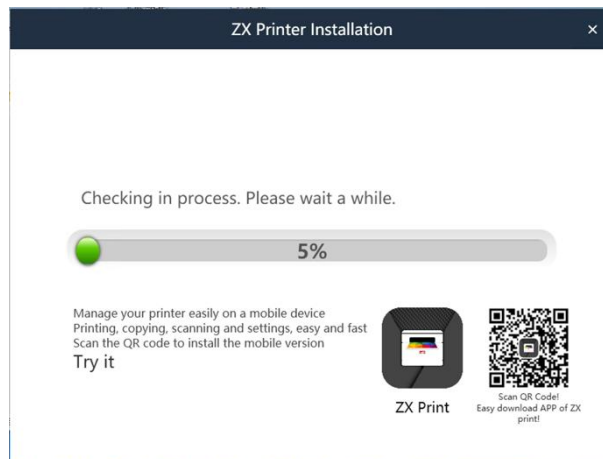 ZX Printer Installation
Checking in process. Please wait a while.
5%
Manage your printer easily on a mobile device
Printing, copying, scanning and settings, easy and fast
Scan the QR code to install the mobile version
Try it
ZX Print
Scan QR Code!
Easy download APP of ZX
print!